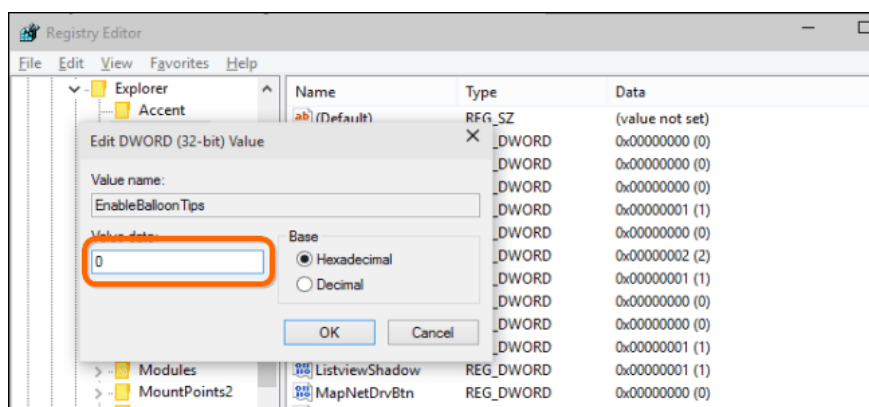 Registry Editor
File Edit View Favorites Help
Explorer
Accent
Name Type Data
ab (Default) REG_SZ (value not set)
Edit DWORD (32-bit) Value
_DWORD 0x00000000 (0)
_DWORD 0x00000000 (0)
Value name:
_DWORD 0x00000000 (0)
EnableBalloonTips
_DWORD 0x00000001 (1)
Value data:
Base
_DWORD 0x00000000 (0)
0
Hexadecimal
_DWORD 0x00000002 (2)
Decimal
_DWORD 0x00000001 (1)
_DWORD 0x00000000 (0)
OK Cancel
_DWORD 0x00000000 (0)
_DWORD 0x00000001 (1)
Modules
ListviewShadow REG_DWORD 0x00000001 (1)
MountPoints2
MapNetDrvBtn REG_DWORD 0x00000000 (0)